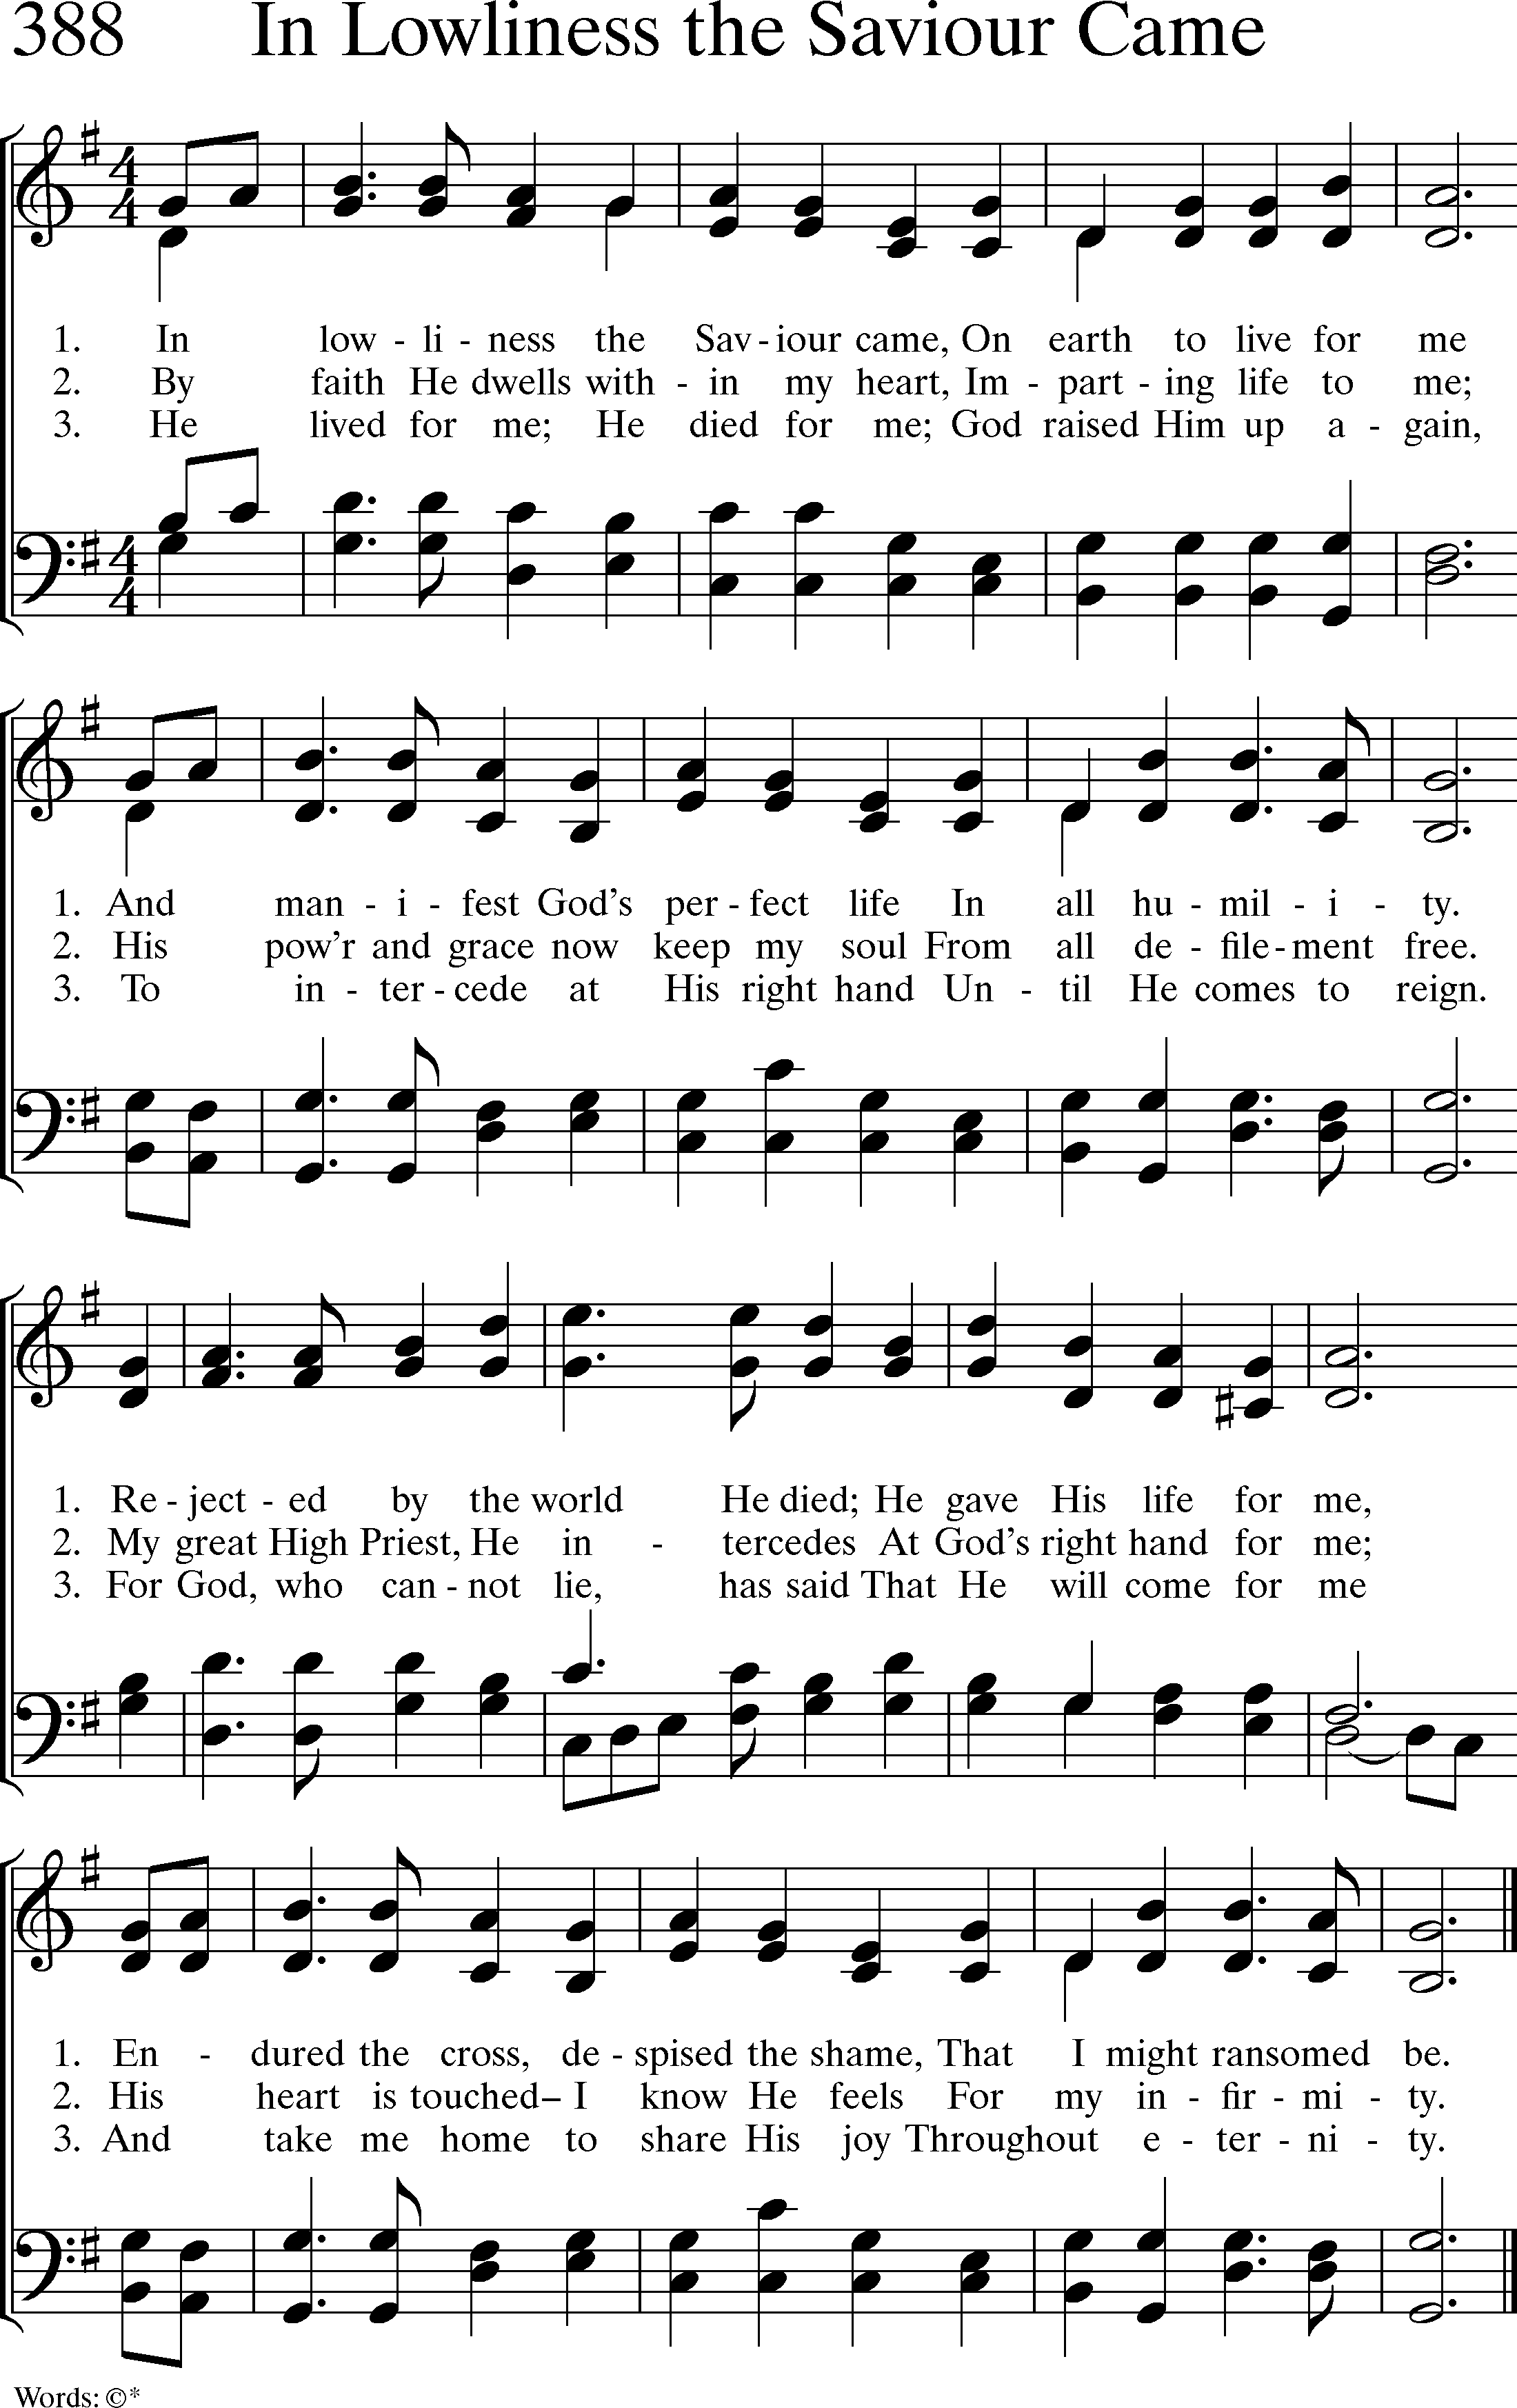 388 In Lowliness the Saviour Came
4
4
1. In low - li - ness the Sav - iour came, On earth to live for me
2. By faith He dwells with - in my heart, Im - part - ing life to me;
3. He lived for me; He died for me; God raised Him up a - gain,
4
4
1. And man - i - fest God's per - fect life In all hu - mil - i - ty.
2. His pow'r and grace now keep my soul From all de - file - ment free.
3. To in - ter - cede at His right hand Un - til He comes to reign.
1. Re - ject - ed by the world He died; He gave His life for me,
2. My great High Priest, He in - tercedes At God's right hand for me;
3. For God, who can - not lie, has said That He will come for me
1. En - dured the cross, de - spised the shame, That I might ransomed be.
2. His heart is touched– I know He feels For my in - fir - mi - ty.
3. And take me home to share His joy Throughout e - ter - ni - ty.
Words: ©*